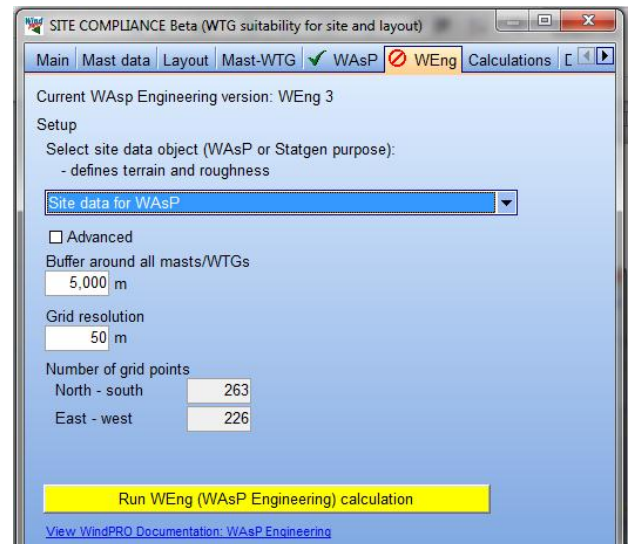 SITE COMPLIANCE Beta (WTG suitability for site and layout)
Main Mast data Layout Mast-WTG WAsP WEng Calculations
Current WAsp Engineering version: WEng 3
Setup
Select site data object (WAsP or Statgen purpose):
- defines terrain and roughness
Site data for WAsP
Advanced
Buffer around all masts/WTGs
5,000 m
Grid resolution
50 m
Number of grid points
North - south 263
East - west 226
Run WEng (WAsP Engineering) calculation
View WindPRO Documentation: WAsP Engineering